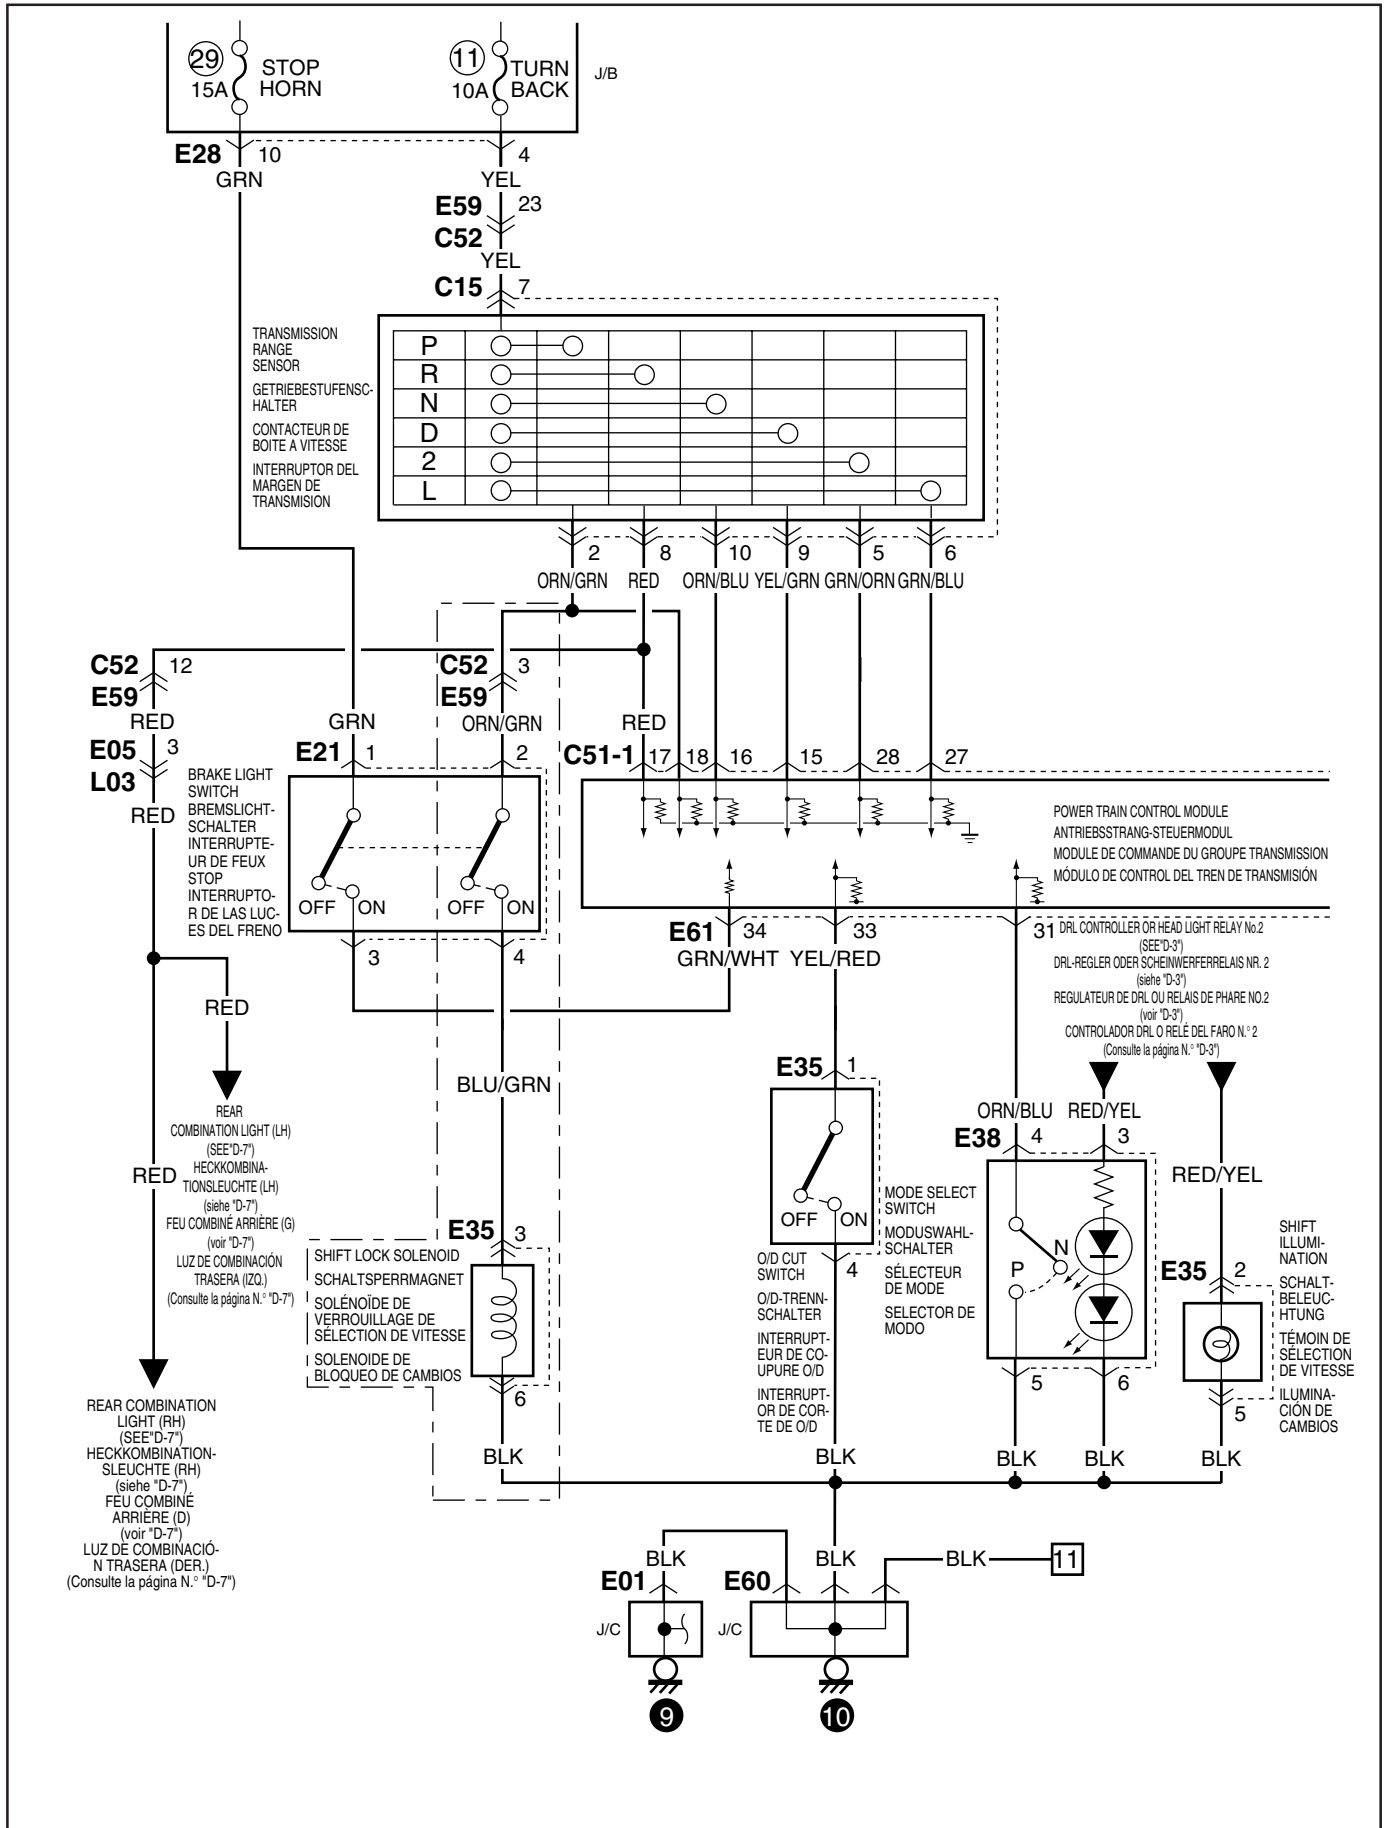 29
15A
STOP
HORN
11
10A
TURN
BACK
J/B
E28
10
4
GRN
YEL
E59
23
C52
YEL
C15
7
TRANSMISSION
RANGE
SENSOR
GETRIEBESTUFENSC-
HALTER
CONTACTEUR DE
BOITE A VITESSE
INTERRUPTOR DEL
MARGEN DE
TRANSMISION
P
R
N
D
2
L
2
8
10
9
5
6
ORN/GRN
RED
ORN/BLU
YEL/GRN
GRN/ORN
GRN/BLU
C52
12
E59
C52
3
E59
RED
GRN
ORN/GRN
RED
E05
3
L03
RED
E21
1
2
C51-1
17
18
16
15
28
27
BRAKE LIGHT
SWITCH
BREMSLICHT-
SCHALTER
INTERRUPTE-
UR DE FEUX
STOP
INTERRUPTO-
R DE LAS LUC-
ES DEL FRENO
OFF
ON
OFF
ON
3
4
POWER TRAIN CONTROL MODULE
ANTRIEBSSTRANG-STEUERMODUL
MODULE DE COMMANDE DU GROUPE TRANSMISSION
MÓDULO DE CONTROL DEL TREN DE TRANSMISIÓN
E61
34
33
31
GRN/WHT
YEL/RED
DRL CONTROLLER OR HEAD LIGHT RELAY No.2
(SEE"D-3")
DRL-REGLER ODER SCHEINWERFERRELAIS NR. 2
(siehe "D-3")
REGULATEUR DE DRL OU RELAIS DE PHARE NO.2
(voir "D-3")
CONTROLADOR DRL O RELÉ DEL FARO N.° 2
(Consulte la página N.° "D-3")
RED
BLU/GRN
REAR
COMBINATION LIGHT (LH)
(SEE"D-7")
HECKKOMBINA-
TIONSLEUCHTE (LH)
(siehe "D-7")
FEU COMBINÉ ARRIÈRE (G)
(voir "D-7")
LUZ DE COMBINACIÓN
TRASERA (IZQ.)
(Consulte la página N.° "D-7")
RED
E35
1
OFF
ON
4
MODE SELECT
SWITCH
MODUSWAHL-
SCHALTER
SÉLECTEUR
DE MODE
SELECTOR DE
MODO
O/D CUT
SWITCH
O/D-TRENN-
SCHALTER
INTERRUPT-
EUR DE CO-
UPURE O/D
INTERRUPT-
OR DE COR-
TE DE O/D
ORN/BLU
RED/YEL
E38
4
3
N
P
5
6
RED/YEL
E35
2
5
SHIFT
ILLUMI-
NATION
SCHALT-
BELEUC-
HTUNG
TÉMOIN DE
SÉLECTION
DE VITESSE
ILUMINA-
CIÓN DE
CAMBIOS
E35
3
SHIFT LOCK SOLENOID
SCHALTSPERRMAGNET
SOLÉNOÏDE DE
VERROUILLAGE DE
SÉLECTION DE VITESSE
SOLENOIDE DE
BLOQUEO DE CAMBIOS
6
REAR COMBINATION
LIGHT (RH)
(SEE"D-7")
HECKKOMBINATION-
SLEUCHTE (RH)
(siehe "D-7")
FEU COMBINÉ
ARRIÈRE (D)
(voir "D-7")
LUZ DE COMBINACIÓ-
N TRASERA (DER.)
(Consulte la página N.° "D-7")
BLK
BLK
BLK
BLK
BLK
BLK
BLK
BLK
11
E01
E60
J/C
J/C
9
10